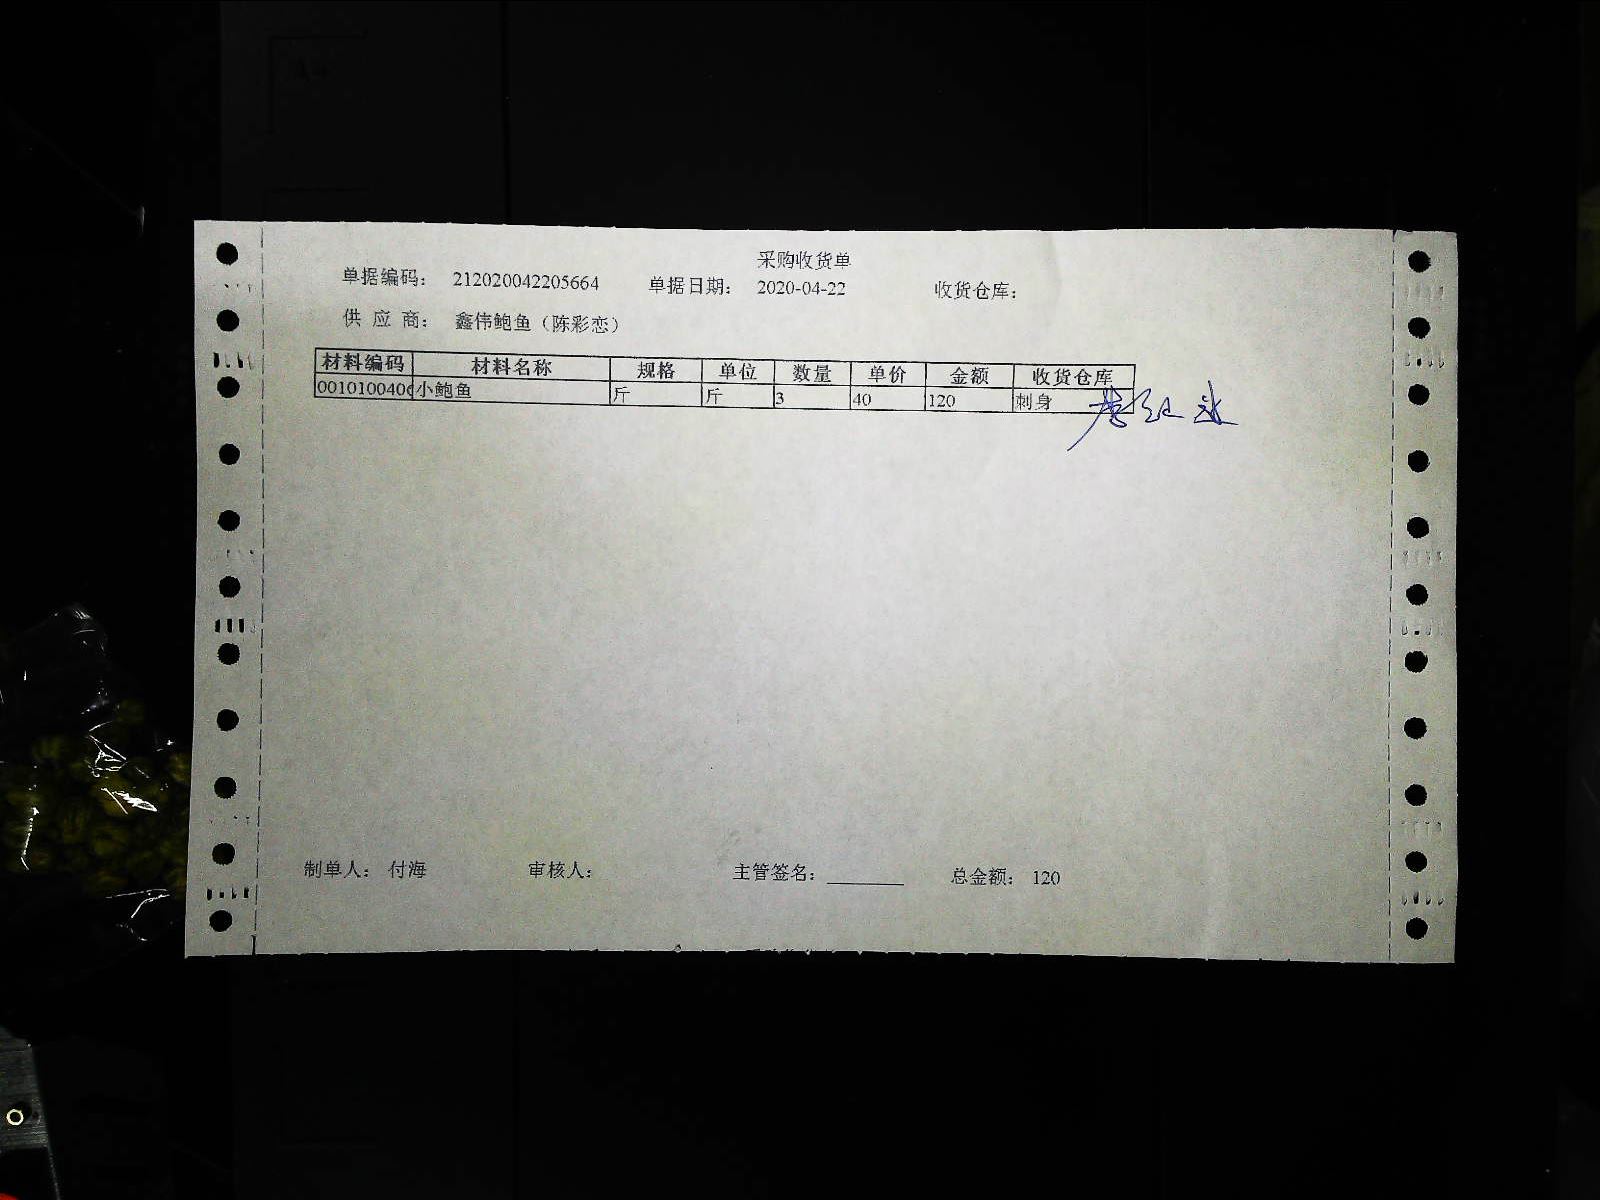 采购收货单
单据编码： 212020042205664 单据日期： 2020-04-22 收货仓库：
供 应 商： 鑫伟鲍鱼（陈彩恋）
材料编码 材料名称 规格 单位 数量 单价 金额 收货仓库
0010100406 小鲍鱼 斤 斤 3 40 120 刺身
制单人： 付海 审核人： 主管签名： 总金额： 120